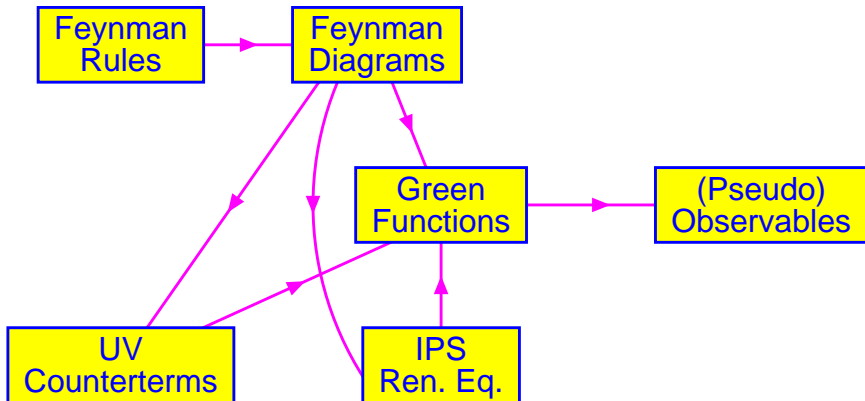 Feynman
Rules
Feynman
Diagrams
Green
Functions
(Pseudo)
Observables
UV
Counterterms
IPS
Ren. Eq.